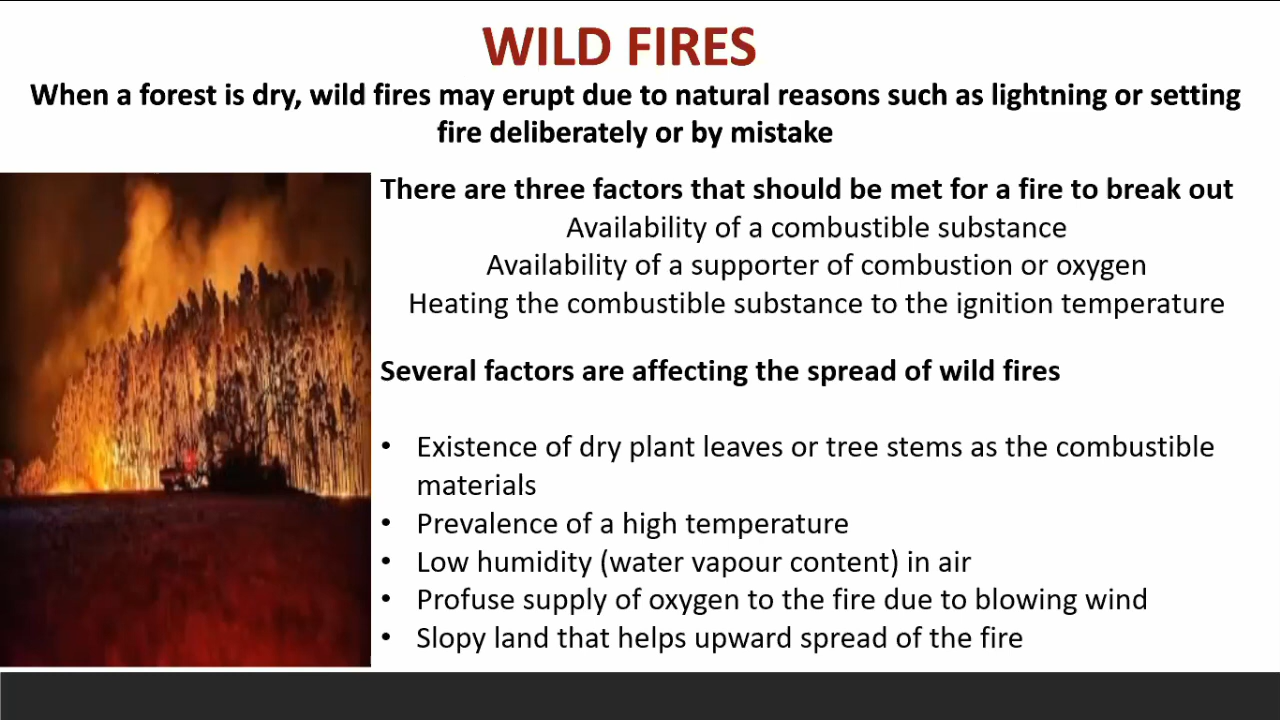 WILD FIRES
When a forest is dry, wild fires may erupt due to natural reasons such as lightning or setting
fire deliberately or by mistake
There are three factors that should be met for a fire to break out
Availability of a combustible substance
Availability of a supporter of combustion or oxygen
Heating the combustible substance to the ignition temperature
Several factors are affecting the spread of wild fires
• Existence of dry plant leaves or tree stems as the combustible
materials
• Prevalence of a high temperature
• Low humidity (water vapour content) in air
• Profuse supply of oxygen to the fire due to blowing wind
• Slopy land that helps upward spread of the fire